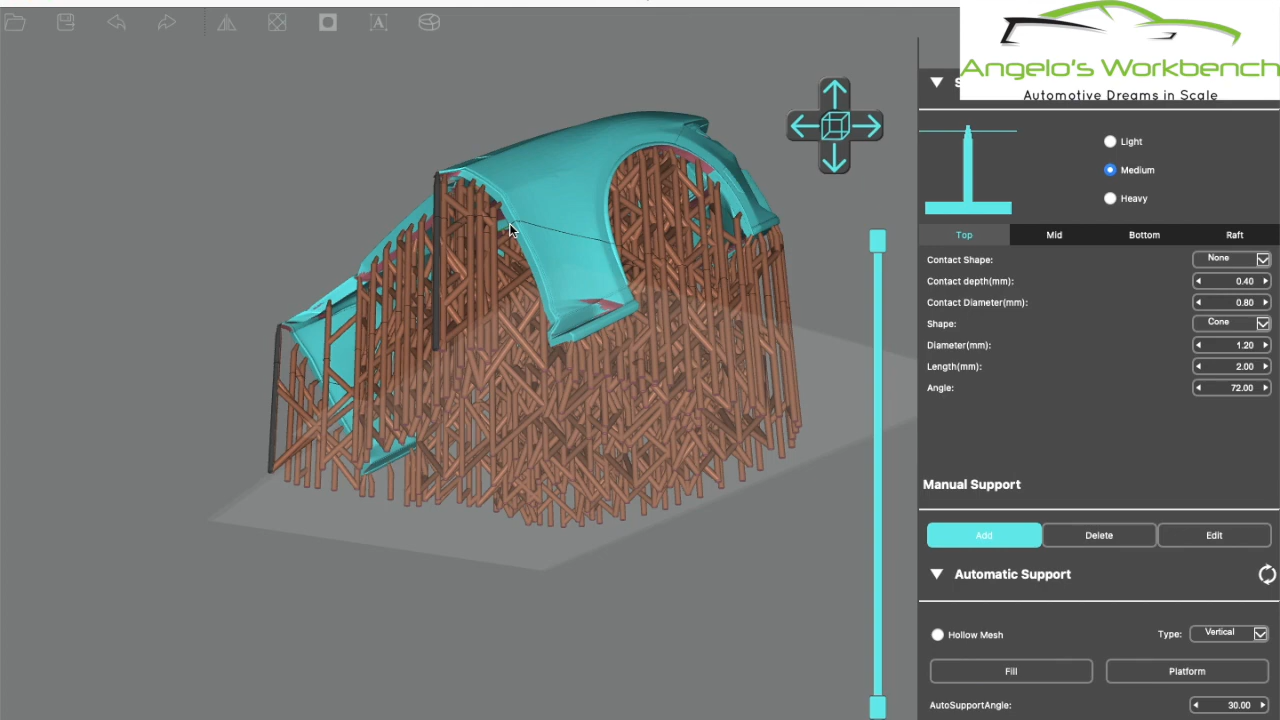 A
Angelo's Workbench
Automotive Dreams in Scale
S
Light
Medium
Heavy
Top Mid Bottom Raft
Contact Shape: None
Contact depth(mm): 0.40
Contact Diameter(mm): 0.80
Shape: Cone
Diameter(mm): 1.20
Length(mm): 2.00
Angle: 72.00
Manual Support
Add Delete Edit
Automatic Support
Hollow Mesh Type: Vertical
Fill Platform
AutoSupportAngle: 30.00